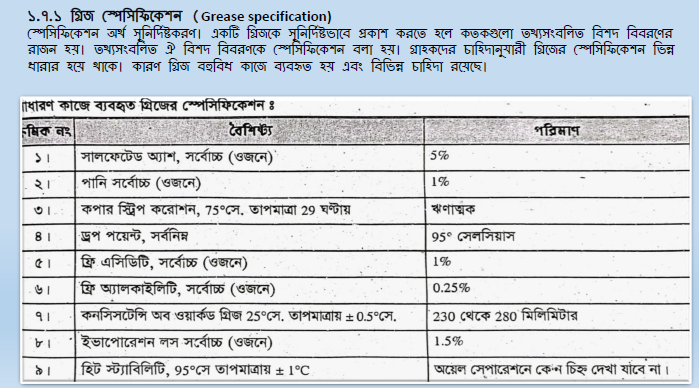 ১.৭.১ গ্রিজ স্পেসিফিকেশন ( Grease specification)
স্পেসিফিকেশন অর্থ সুনির্দিষ্টকরণ। একটি গ্রিজকে সুনির্দিষ্টভাবে প্রকাশ করতে হলে কতকগুলো তথ্যসংবলিত বিশদ বিবরণের
রাজন হয়। তথ্যসংবলিত ঐ বিশদ বিবরণকে স্পেসিফিকেশন বলা হয়। গ্রাহকদের চাহিদানুযায়ী গ্রিজের স্পেসিফিকেশন ভিন্ন
ধারার হয়ে থাকে। কারণ গ্রিজ বহুবিধ কাজে ব্যবহৃত হয় এবং বিভিন্ন চাহিদা রয়েছে।
াধারণ কাজে ব্যবহৃত গ্রিজের স্পেসিফিকেশন ঃ
মিক নং বৈশিষ্ট্য পরিমাণ
১। সালফেটেড অ্যাশ, সর্বোচ্চ (ওজনে) 5%
২। পানি সর্বোচ্চ (ওজনে) 1%
৩। কপার স্ট্রিপ করোশন, 75°সে. তাপমাত্রা 29 ঘণ্টায় ঋণাত্মক
৪। ড্রপ পয়েন্ট, সর্বনিম্ন 95° সেলসিয়াস
৫। ফ্রি এসিডিটি, সর্বোচ্চ (ওজনে) 1%
৬। ফ্রি অ্যালকাইলিটি, সর্বোচ্চ (ওজনে) 0.25%
৭। কনসিসটেন্সি অব ওয়ার্কড গ্রিজ 25°সে. তাপমাত্রায় ± 0.5°সে. 230 থেকে 280 মিলিমিটার
৮। ইভাপোরেশন লস সর্বোচ্চ (ওজনে) 1.5%
৯। হিট স্ট্যাবিলিটি, 95°সে তাপমাত্রায় ± 1°C অয়েল সেপারেশনে কোন চিহ্ন দেখা যাবে না।